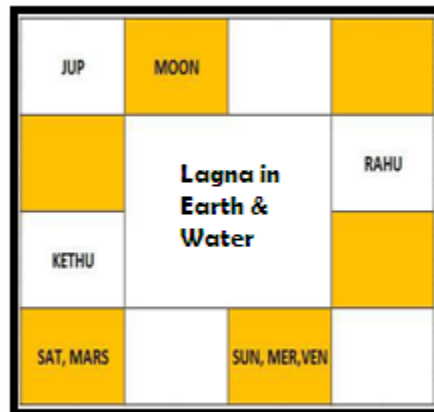 JUP
MOON
RAHU
Lagna in
Earth &
Water
KETHU
SAT, MARS
SUN, MER,VEN